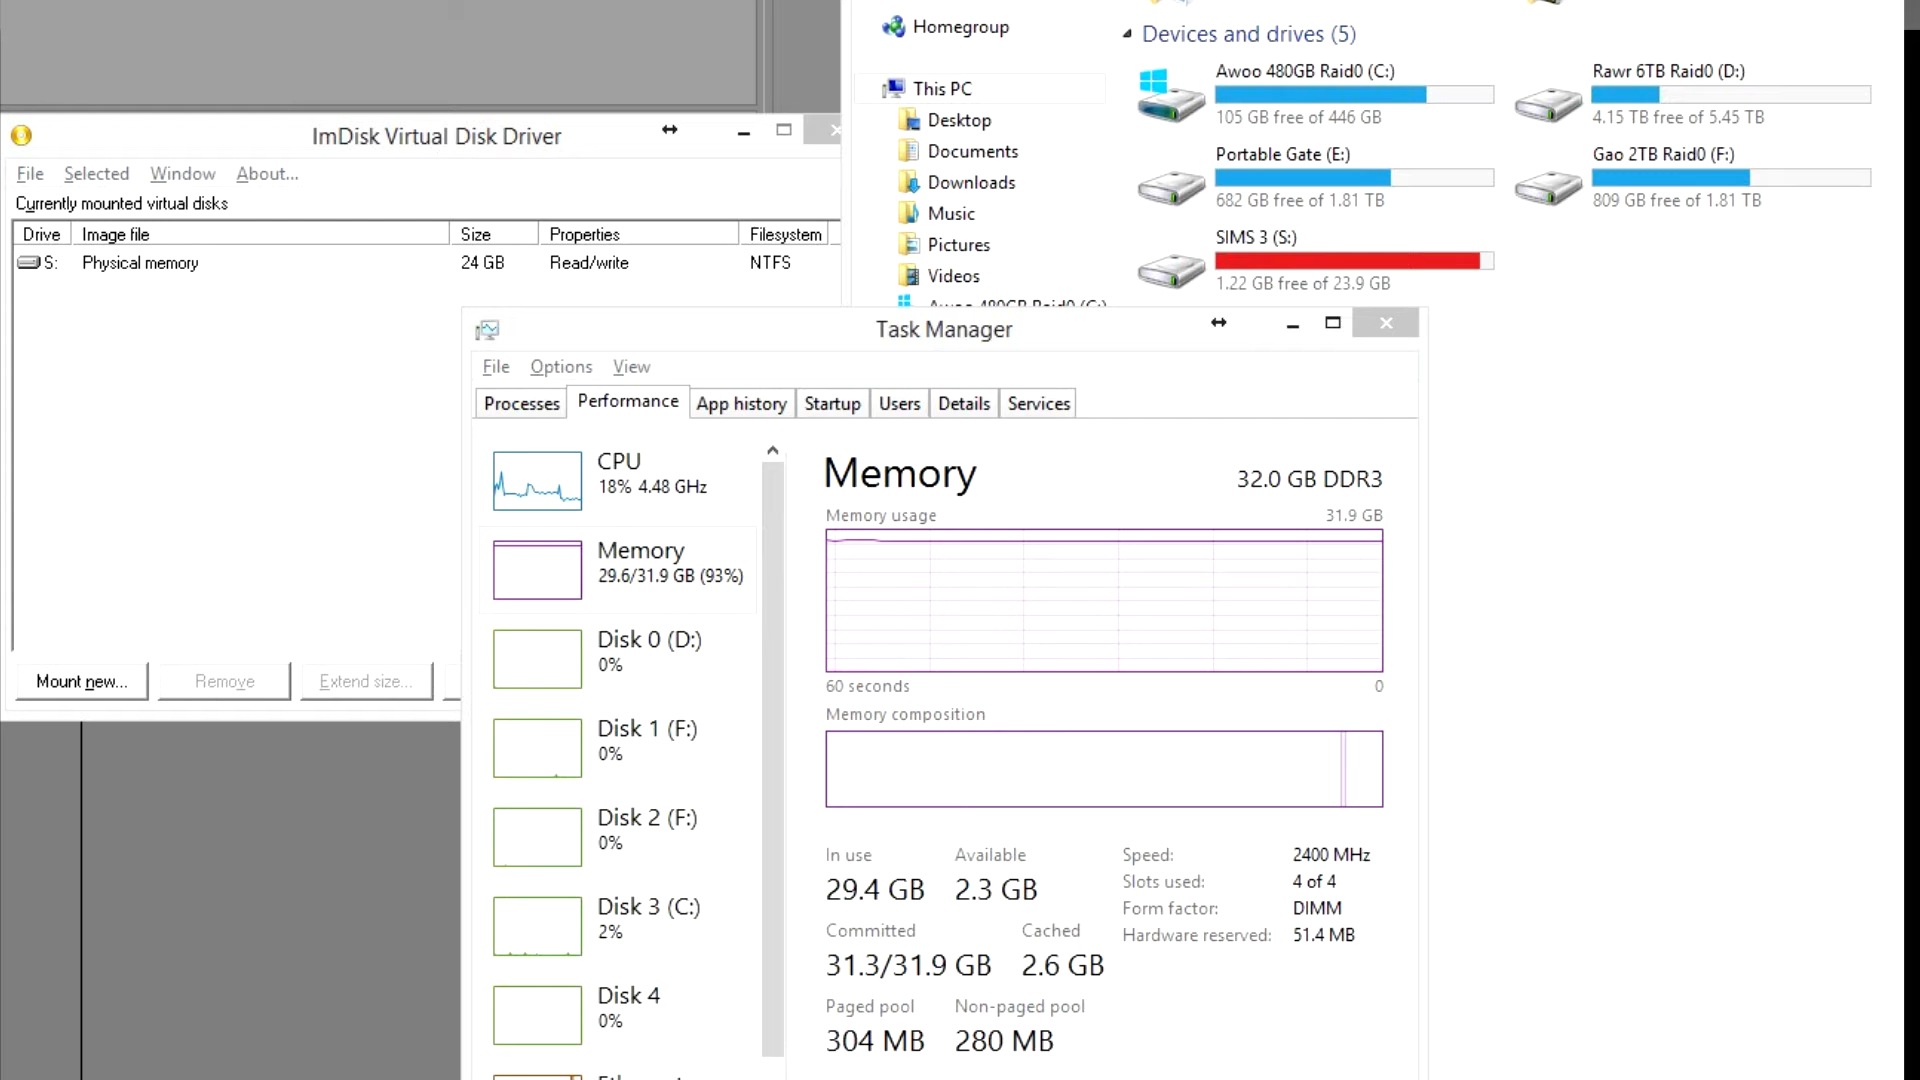 Homegroup
This PC
Desktop
Documents
Downloads
Music
Pictures
Videos
Awoo 480GB Raid0 (C:)
Devices and drives (5)
Awoo 480GB Raid0 (C:)
105 GB free of 446 GB
Rawr 6TB Raid0 (D:)
4.15 TB free of 5.45 TB
Portable Gate (E:)
682 GB free of 1.81 TB
Gao 2TB Raid0 (F:)
809 GB free of 1.81 TB
SIMS 3 (S:)
1.22 GB free of 23.9 GB
ImDisk Virtual Disk Driver
File Selected Window About...
Currently mounted virtual disks
Drive Image file Size Properties Filesystem
S: Physical memory 24 GB Read/write NTFS
Mount new... Remove Extend size...
Task Manager
File Options View
Processes Performance App history Startup Users Details Services
CPU
18% 4.48 GHz
Memory
29.6/31.9 GB (93%)
Disk 0 (D:)
0%
Disk 1 (F:)
0%
Disk 2 (F:)
0%
Disk 3 (C:)
2%
Disk 4
0%
Memory 32.0 GB DDR3
Memory usage 31.9 GB
60 seconds 0
Memory composition
In use Available
29.4 GB 2.3 GB
Committed Cached
31.3/31.9 GB 2.6 GB
Paged pool Non-paged pool
304 MB 280 MB
Speed: 2400 MHz
Slots used: 4 of 4
Form factor: DIMM
Hardware reserved: 51.4 MB